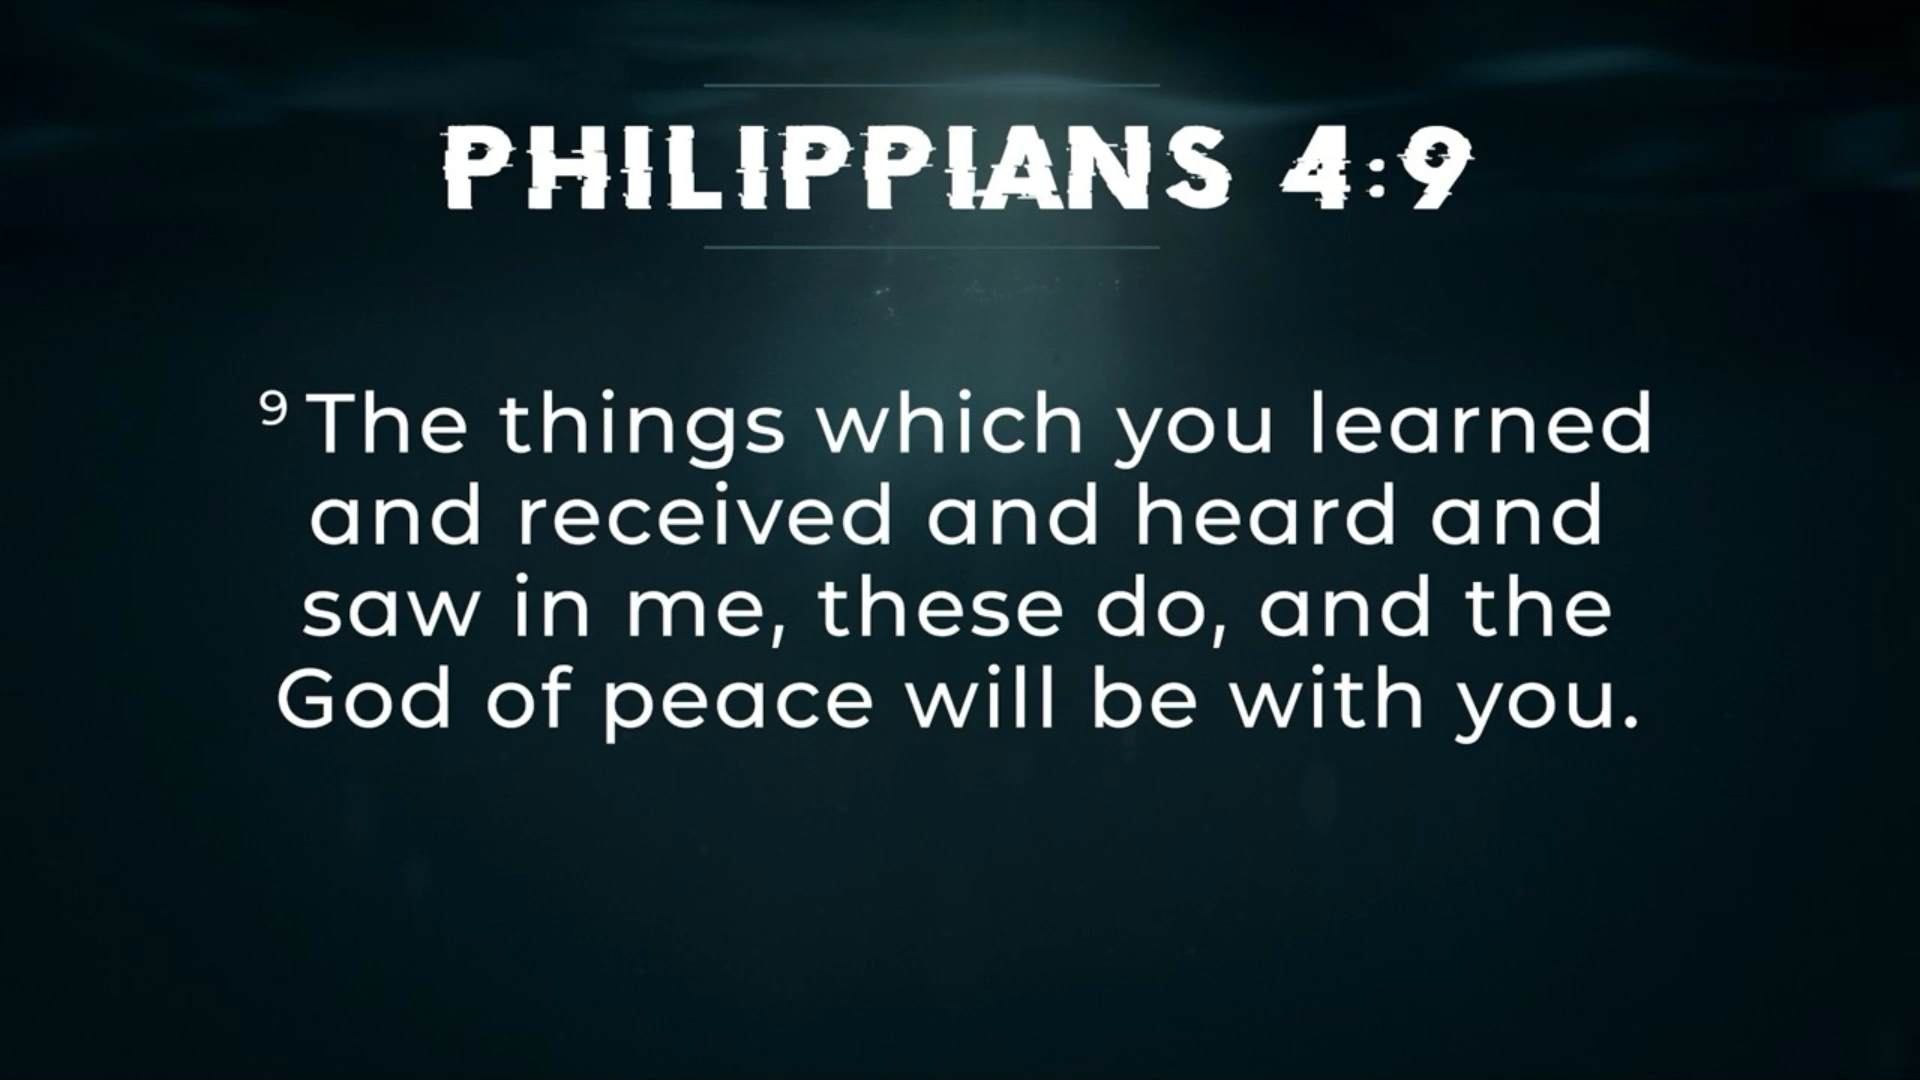 PHILIPPIANS 4:9
9 The things which you learned
and received and heard and
saw in me, these do, and the
God of peace will be with you.